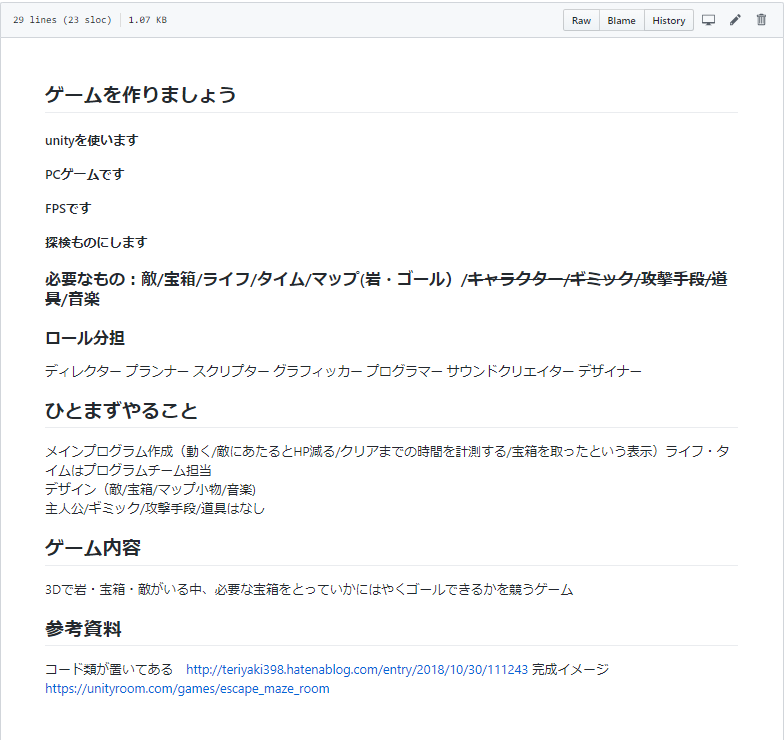 29 lines (23 sloc) 1.07 KB Raw Blame History
ゲームを作りましょう
unityを使います
PCゲームです
FPSです
探検ものにします
必要なもの：敵/宝箱/ライフ/タイム/マップ(岩・ゴール）/キャラクター/ギミック/攻撃手段/道
具/音楽
ロール分担
ディレクター プランナー スクリプター グラフィッカー プログラマー サウンドクリエイター デザイナー
ひとまずやること
メインプログラム作成（動く/敵にあたるとHP減る/クリアまでの時間を計測する/宝箱を取ったという表示）ライフ・タ
イムはプログラムチーム担当
デザイン（敵/宝箱/マップ小物/音楽)
主人公/ギミック/攻撃手段/道具はなし
ゲーム内容
3Dで岩・宝箱・敵がいる中、必要な宝箱をとっていかにはやくゴールできるかを競うゲーム
参考資料
コード類が置いてある　http://teriyaki398.hatenablog.com/entry/2018/10/30/111243 完成イメージ
https://unityroom.com/games/escape_maze_room